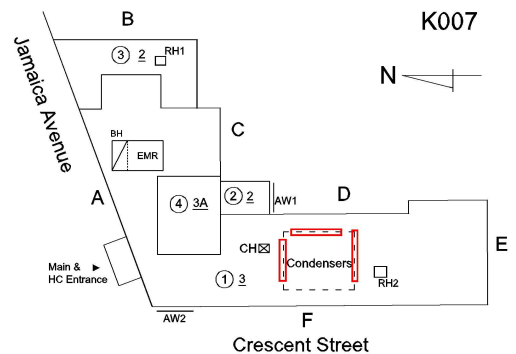 K007
B
③ 2 RH1
N
Jamaica Avenue
BH
EMR
C
A
④ 3A
② 2
AW1
D
E
CH
Condensers
Main &
HC Entrance
① 3
RH2
AW2
F
Crescent Street